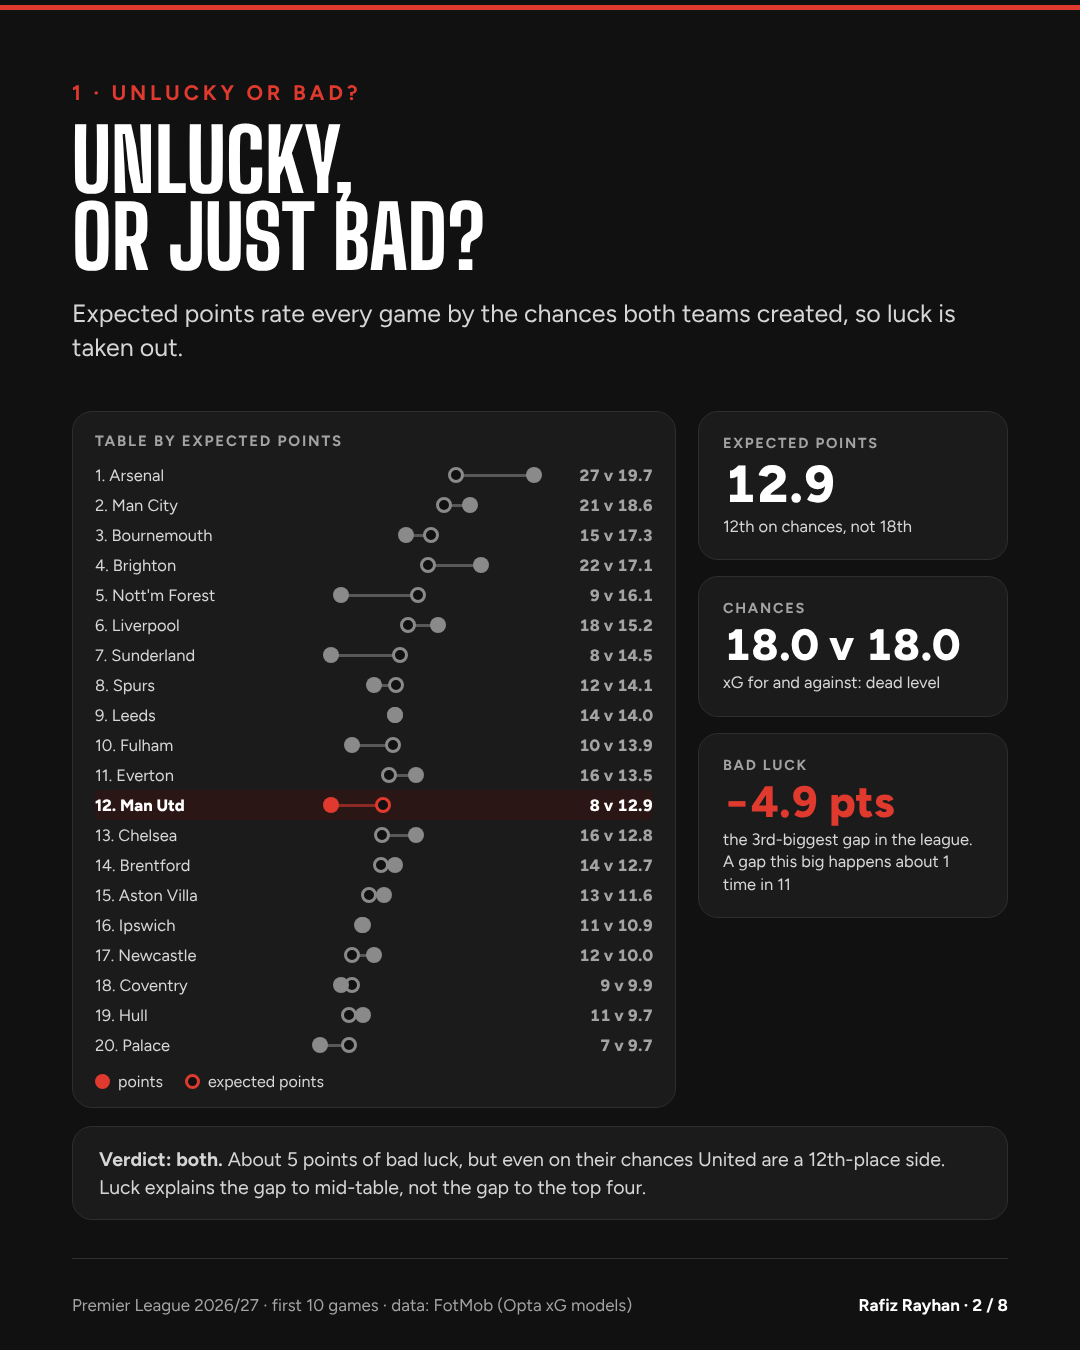 1 · UNLUCKY OR BAD?
UNLUCKY,
OR JUST BAD?
Expected points rate every game by the chances both teams created, so luck is
taken out.
TABLE BY EXPECTED POINTS
1. Arsenal 27 v 19.7
2. Man City 21 v 18.6
3. Bournemouth 15 v 17.3
4. Brighton 22 v 17.1
5. Nott'm Forest 9 v 16.1
6. Liverpool 18 v 15.2
7. Sunderland 8 v 14.5
8. Spurs 12 v 14.1
9. Leeds 14 v 14.0
10. Fulham 10 v 13.9
11. Everton 16 v 13.5
12. Man Utd 8 v 12.9
13. Chelsea 16 v 12.8
14. Brentford 14 v 12.7
15. Aston Villa 13 v 11.6
16. Ipswich 11 v 10.9
17. Newcastle 12 v 10.0
18. Coventry 9 v 9.9
19. Hull 11 v 9.7
20. Palace 7 v 9.7
points expected points
EXPECTED POINTS
12.9
12th on chances, not 18th
CHANCES
18.0 v 18.0
xG for and against: dead level
BAD LUCK
−4.9 pts
the 3rd-biggest gap in the league.
A gap this big happens about 1
time in 11
Verdict: both. About 5 points of bad luck, but even on their chances United are a 12th-place side.
Luck explains the gap to mid-table, not the gap to the top four.
Premier League 2026/27 · first 10 games · data: FotMob (Opta xG models)
Rafiz Rayhan · 2 / 8